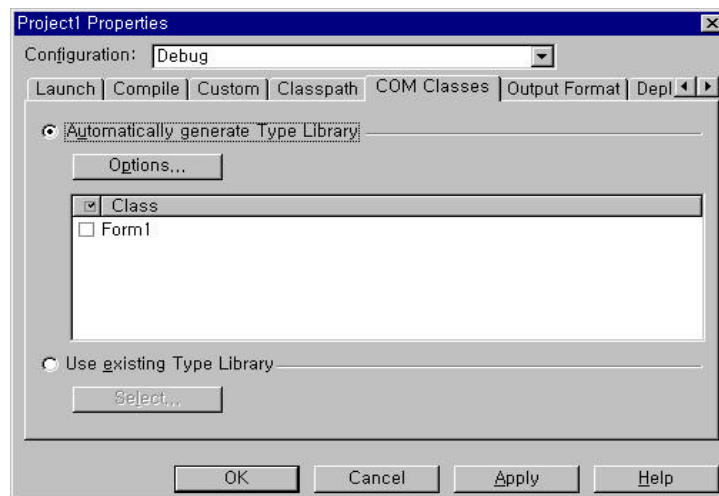 Project1 Properties
Configuration: Debug
Launch Compile Custom Classpath COM Classes Output Format Depl
Automatically generate Type Library
Options...
Class
Form1
Use existing Type Library
Select...
OK Cancel Apply Help